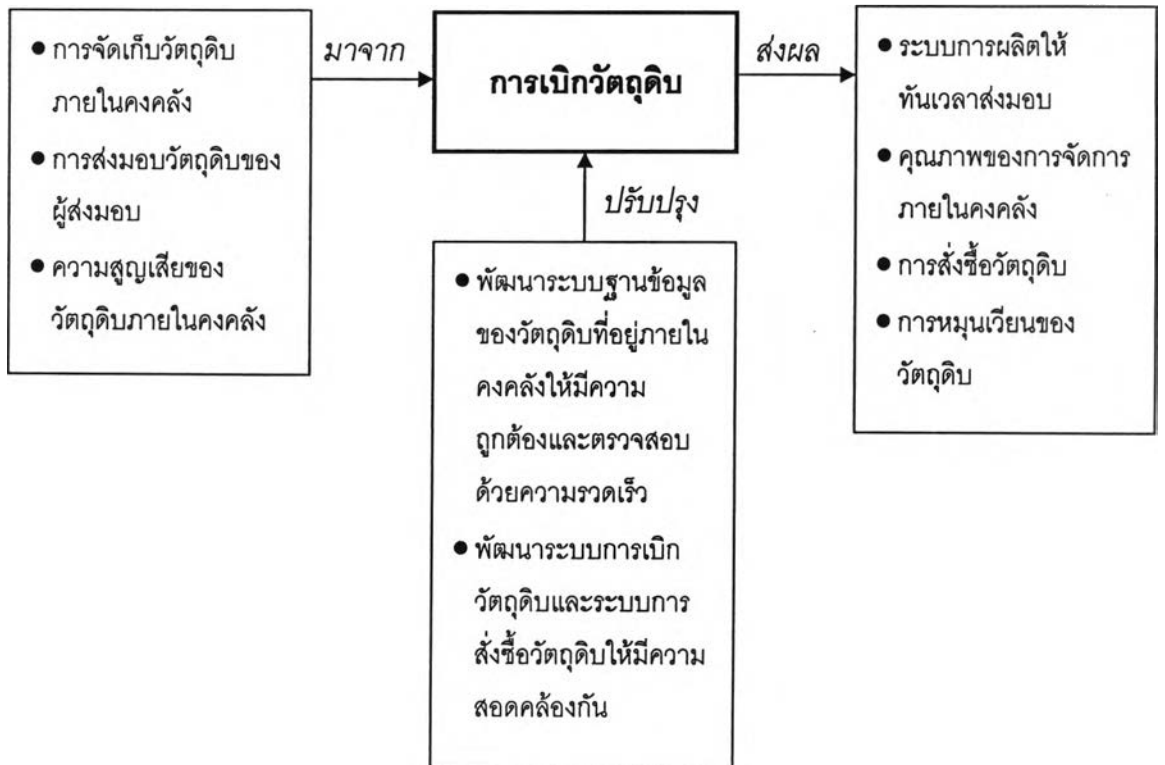 ● การจัดเก็บวัตถุดิบ
ภายในคงคลัง
● การส่งมอบวัตถุดิบของ
ผู้ส่งมอบ
● ความสูญเสียของ
วัตถุดิบภายในคงคลัง
มาจาก
การเบิกวัตถุดิบ
ส่งผล
● ระบบการผลิตให้
ทันเวลาส่งมอบ
● คุณภาพของการจัดการ
ภายในคงคลัง
● การสั่งซื้อวัตถุดิบ
● การหมุนเวียนของ
วัตถุดิบ
ปรับปรุง
● พัฒนาระบบฐานข้อมูล
ของวัตถุดิบที่อยู่ภายใน
คงคลังให้มีความ
ถูกต้องและตรวจสอบ
ด้วยความรวดเร็ว
● พัฒนาระบบการเบิก
วัตถุดิบและระบบการ
สั่งซื้อวัตถุดิบให้มีความ
สอดคล้องกัน